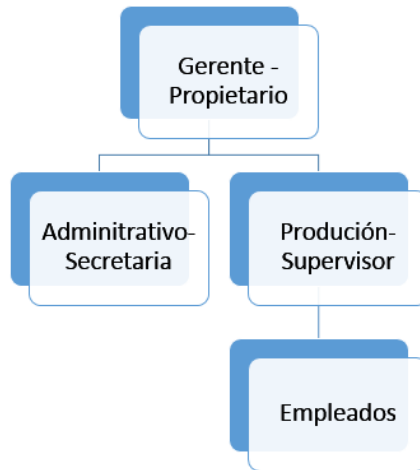 Gerente -
Propietario
Adminitrativo-
Secretaria
Produción-
Supervisor
Empleados